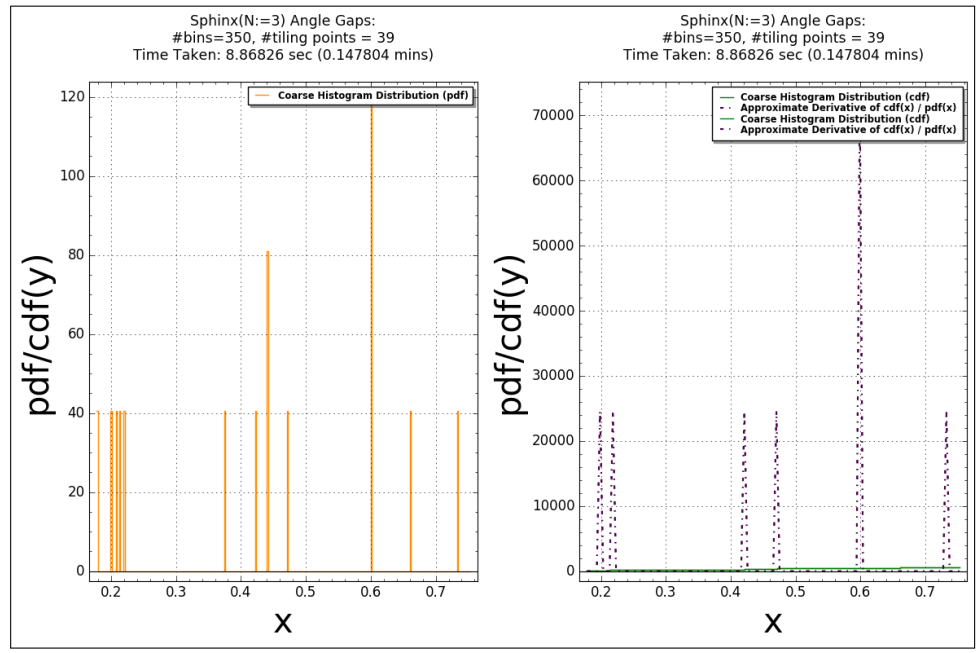 Sphinx(N:=3) Angle Gaps:
#bins=350, #tiling points = 39
Time Taken: 8.86826 sec (0.147804 mins)
Coarse Histogram Distribution (pdf)
120
100
80
60
40
20
0
pdf/cdf(y)
0.2 0.3 0.4 0.5 0.6 0.7
x
Sphinx(N:=3) Angle Gaps:
#bins=350, #tiling points = 39
Time Taken: 8.86826 sec (0.147804 mins)
Coarse Histogram Distribution (cdf)
Approximate Derivative of cdf(x) / pdf(x)
Coarse Histogram Distribution (cdf)
Approximate Derivative of cdf(x) / pdf(x)
70000
60000
50000
40000
30000
20000
10000
0
pdf/cdf(y)
0.2 0.3 0.4 0.5 0.6 0.7
x